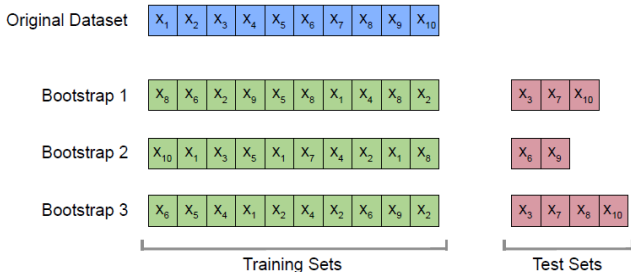 Original Dataset X₁ X₂ X₃ X₄ X₅ X₆ X₇ X₈ X₉ X₁₀
Bootstrap 1 X₈ X₆ X₂ X₉ X₅ X₈ X₁ X₄ X₈ X₂ X₃ X₇ X₁₀
Bootstrap 2 X₁₀ X₁ X₃ X₅ X₁ X₇ X₄ X₂ X₁ X₈ X₆ X₉
Bootstrap 3 X₆ X₅ X₄ X₁ X₂ X₄ X₂ X₆ X₉ X₂ X₃ X₇ X₈ X₁₀
Training Sets Test Sets